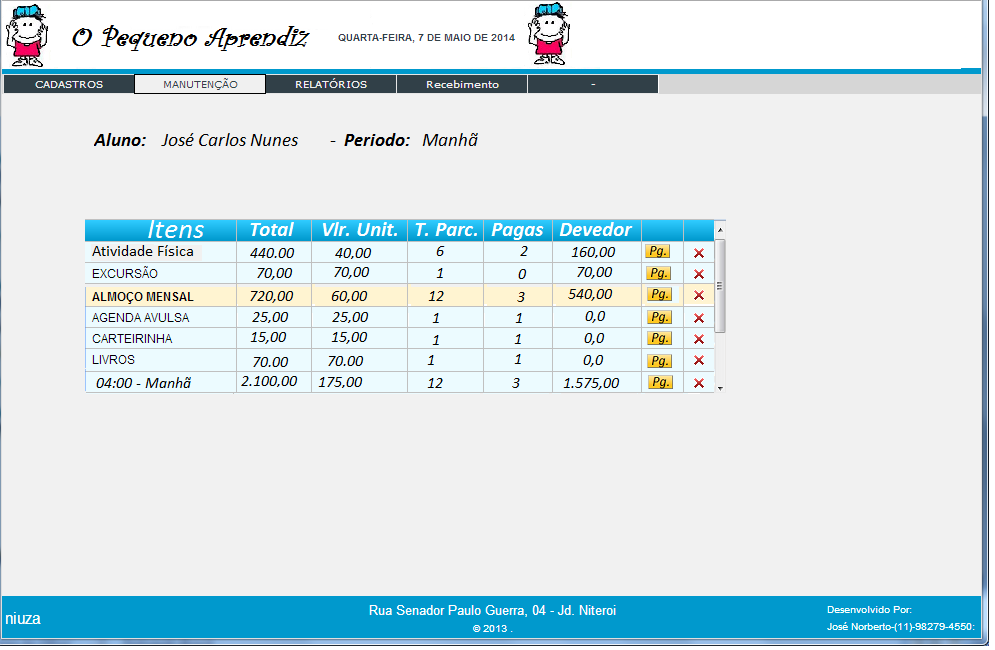 O Pequeno Aprendiz QUARTA-FEIRA, 7 DE MAIO DE 2014
CADASTROS MANUTENÇÃO RELATÓRIOS Recebimento -
Aluno: José Carlos Nunes - Periodo: Manhã
Itens Total Vlr. Unit. T. Parc. Pagas Devedor
Atividade Física 440.00 40,00 6 2 160,00 Pg.
EXCURSÃO 70,00 70,00 1 0 70,00 Pg.
ALMOÇO MENSAL 720,00 60,00 12 3 540,00 Pg.
AGENDA AVULSA 25,00 25,00 1 1 0,0 Pg.
CARTEIRINHA 15,00 15,00 1 1 0,0 Pg.
LIVROS 70.00 70.00 1 1 0,0 Pg.
04:00 - Manhã 2.100,00 175,00 12 3 1.575,00 Pg.
niuza
Rua Senador Paulo Guerra, 04 - Jd. Niteroi
© 2013 .
Desenvolvido Por:
José Norberto-(11)-98279-4550: